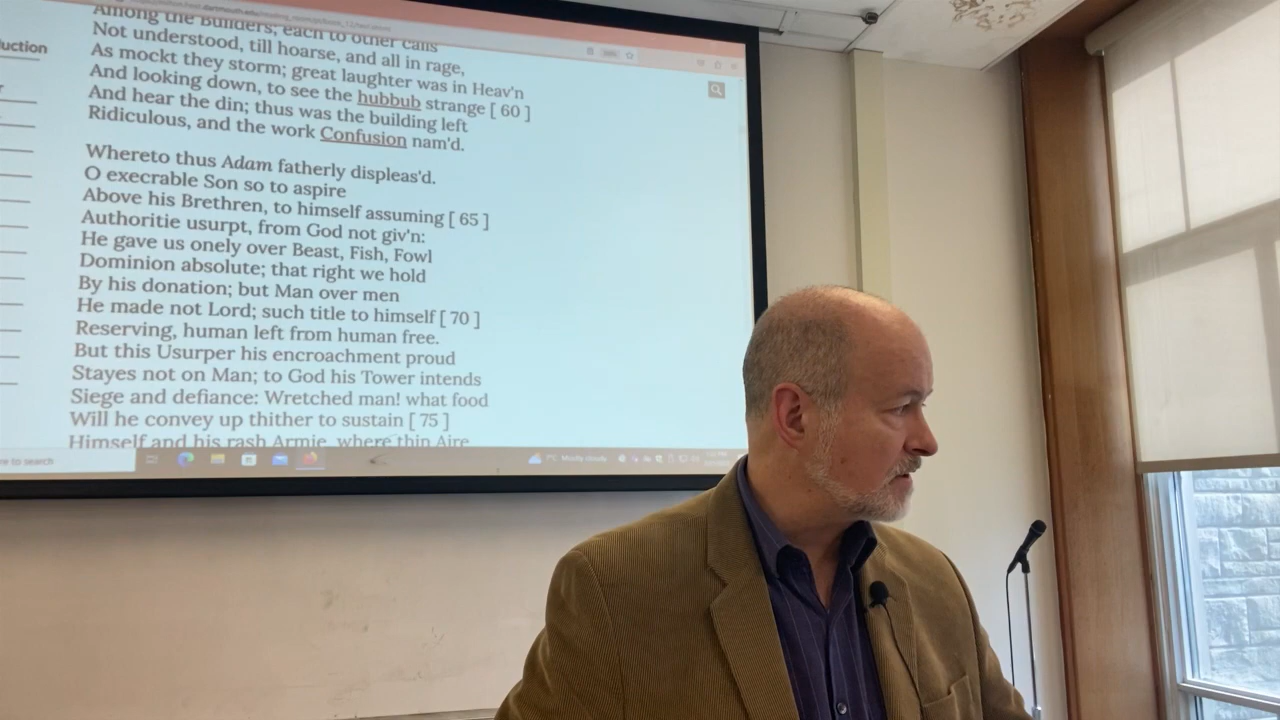 uction
Among the Builders; each to other calls
Not understood, till hoarse, and all in rage,
As mockt they storm; great laughter was in Heav'n
And looking down, to see the hubbub strange [ 60 ]
And hear the din; thus was the building left
Ridiculous, and the work Confusion nam'd.
Whereto thus Adam fatherly displeas'd.
O execrable Son so to aspire
Above his Brethren, to himself assuming [ 65 ]
Authoritie usurpt, from God not giv'n:
He gave us onely over Beast, Fish, Fowl
Dominion absolute; that right we hold
By his donation; but Man over men
He made not Lord; such title to himself [ 70 ]
Reserving, human left from human free.
But this Usurper his encroachment proud
Stayes not on Man; to God his Tower intends
Siege and defiance: Wretched man! what food
Will he convey up thither to sustain [ 75 ]
Himself and his rash Armie, where thin Aire
re to search
Mostly cloudy